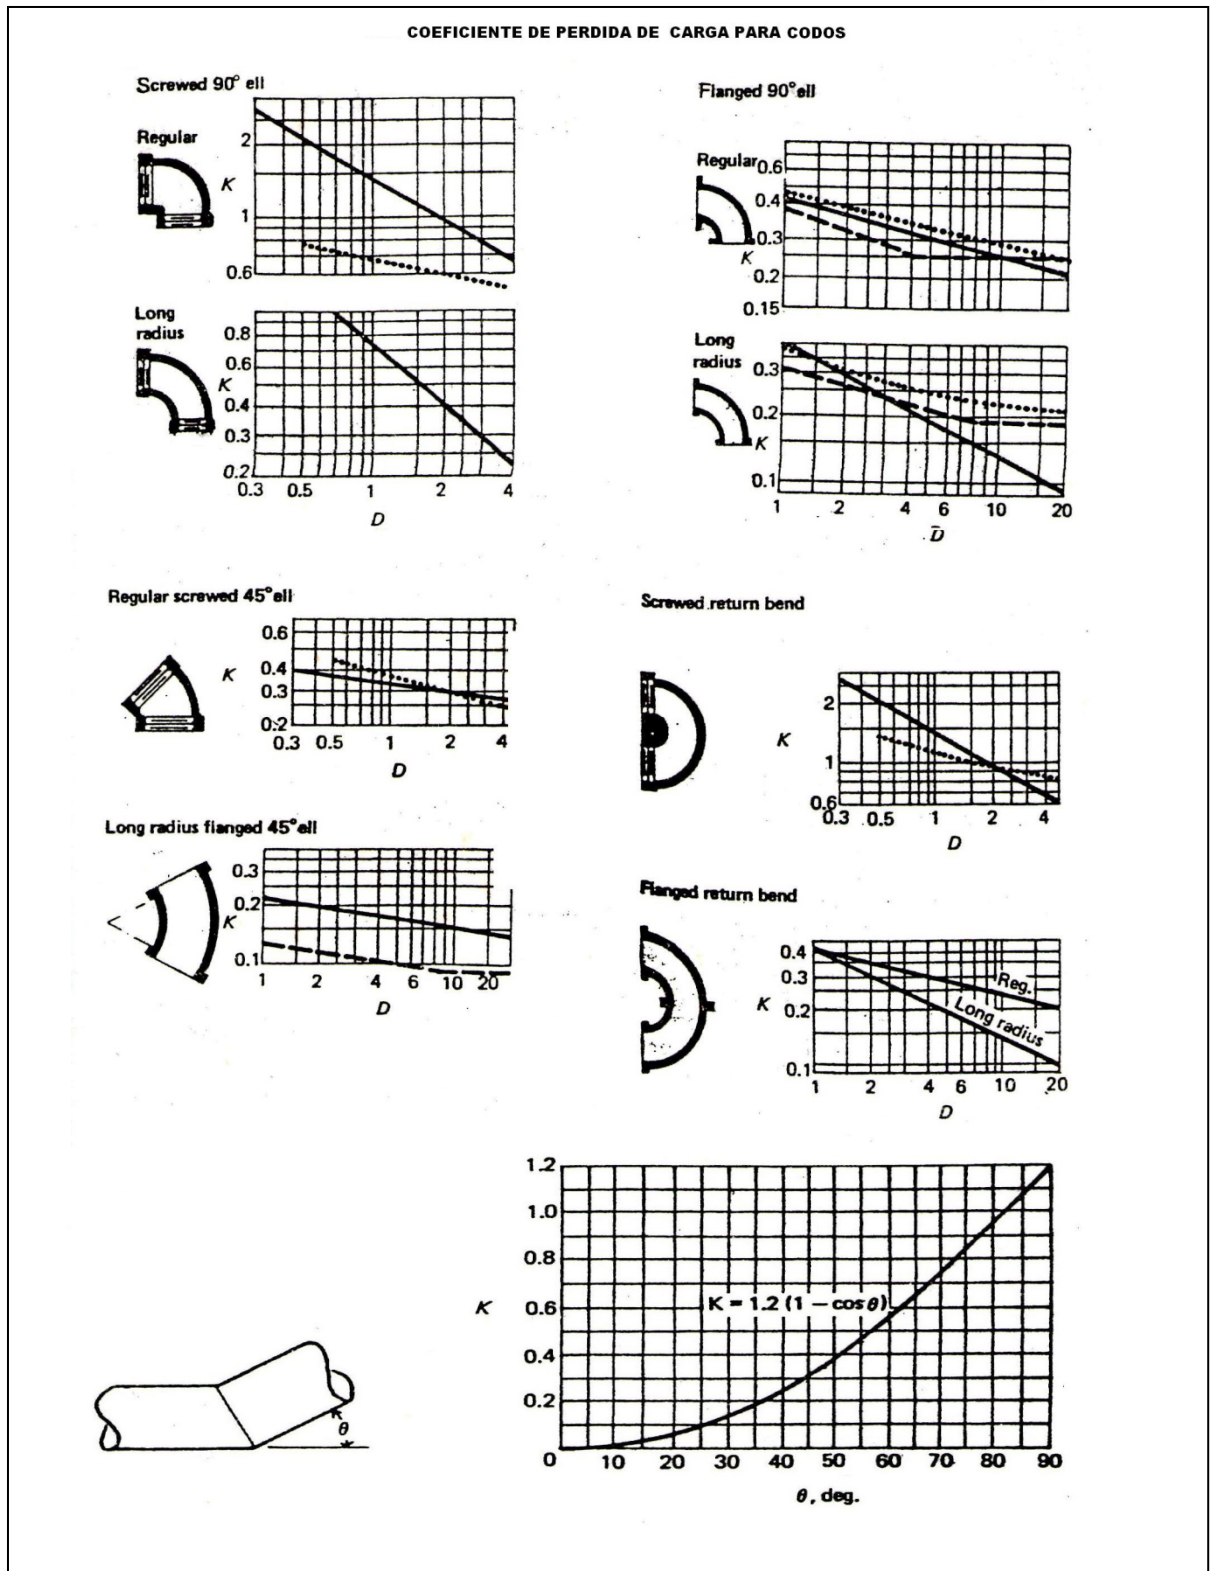 COEFICIENTE DE PERDIDA DE CARGA PARA CODOS
Screwed 90° ell
Regular
K
2
1
0.6
Long
radius
K
0.8
0.6
0.4
0.3
0.2
0.3 0.5 1 2 4
D
Flanged 90° ell
Regular
K
0.6
0.4
0.3
0.2
0.15
Long
radius
K
0.3
0.2
0.1
1 2 4 6 10 20
D
Regular screwed 45° ell
K
0.6
0.4
0.3
0.2
0.3 0.5 1 2 4
D
Screwed return bend
K
2
1
0.6
0.3 0.5 1 2 4
D
Long radius flanged 45° ell
K
0.3
0.2
0.1
1 2 4 6 10 20
D
Flanged return bend
K
0.4
0.3
0.2
0.1
Reg.
Long radius
1 2 4 6 10 20
D
K
1.2
1.0
0.8
0.6
0.4
0.2
0
K = 1.2 (1 – cos θ)
10 20 30 40 50 60 70 80 90
θ, deg.
θ